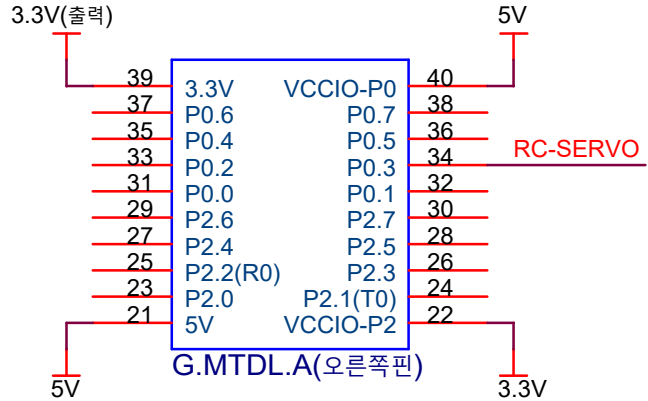 3.3V(출력) 5V
39 3.3V VCCIO-P0 40
37 P0.6 P0.7 38
35 P0.4 P0.5 36
33 P0.2 P0.3 34 RC-SERVO
31 P0.0 P0.1 32
29 P2.6 P2.7 30
27 P2.4 P2.5 28
25 P2.2(R0) P2.3 26
23 P2.0 P2.1(T0) 24
21 5V VCCIO-P2 22
G.MTDL.A(오른쪽핀)
5V 3.3V